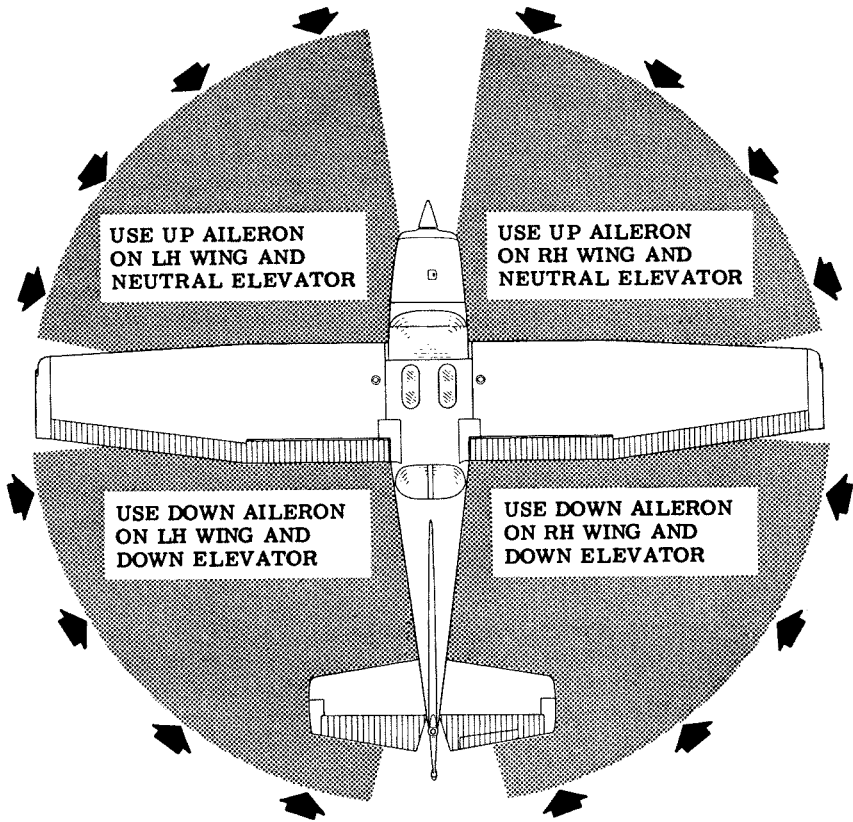 USE UP AILERON
ON LH WING AND
NEUTRAL ELEVATOR
USE UP AILERON
ON RH WING AND
NEUTRAL ELEVATOR
USE DOWN AILERON
ON LH WING AND
DOWN ELEVATOR
USE DOWN AILERON
ON RH WING AND
DOWN ELEVATOR